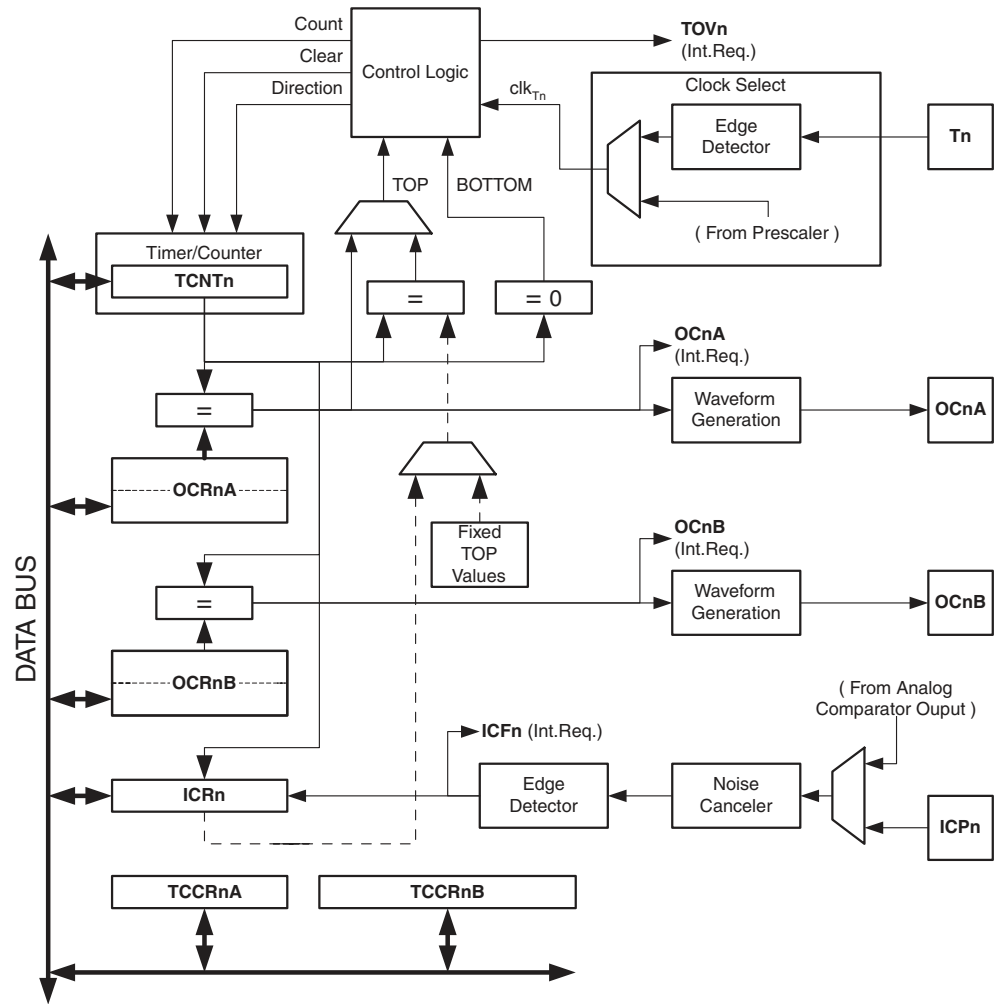 Count
Clear
Direction
Control Logic
TOVn
(Int.Req.)
clkTn
Clock Select
Edge
Detector
Tn
( From Prescaler )
TOP
BOTTOM
Timer/Counter
TCNTn
=
= 0
OCnA
(Int.Req.)
=
Waveform
Generation
OCnA
OCRnA
Fixed
TOP
Values
OCnB
(Int.Req.)
=
Waveform
Generation
OCnB
OCRnB
DATA BUS
( From Analog
Comparator Ouput )
ICFn (Int.Req.)
ICRn
Edge
Detector
Noise
Canceler
ICPn
TCCRnA
TCCRnB